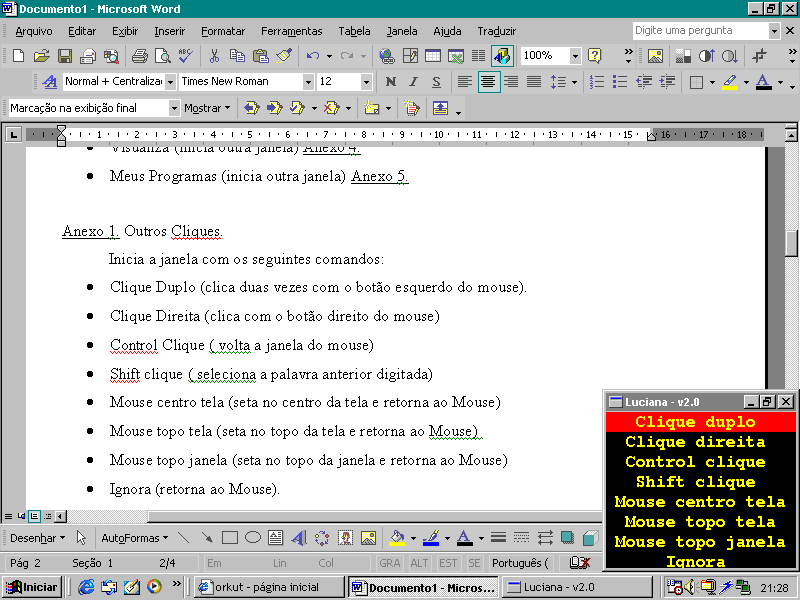 Documento1 - Microsoft Word
Arquivo Editar Exibir Inserir Formatar Ferramentas Tabela Janela Ajuda Traduzir Digite uma pergunta
100%
Normal + Centraliza Times New Roman 12 N I S
Marcação na exibição final Mostrar
1 2 3 4 5 6 7 8 9 10 11 12 13 14 15 16 17 18
Visualiza (inicia outra janela) Anexo 4.
Meus Programas (inicia outra janela) Anexo 5.
Anexo 1. Outros Cliques.
Inicia a janela com os seguintes comandos:
Clique Duplo (clica duas vezes com o botão esquerdo do mouse).
Clique Direita (clica com o botão direito do mouse)
Control Clique ( volta a janela do mouse)
Shift clique ( seleciona a palavra anterior digitada)
Mouse centro tela (seta no centro da tela e retorna ao Mouse)
Mouse topo tela (seta no topo da tela e retorna ao Mouse)
Mouse topo janela (seta no topo da janela e retorna ao Mouse)
Ignora (retorna ao Mouse).
Luciana - v2.0
Clique duplo
Clique direita
Control clique
Shift clique
Mouse centro tela
Mouse topo tela
Mouse topo janela
Ignora
Desenhar AutoFormas
Pág 2 Seção 1 2/4 Em Lin Col GRA ALT EST SE Português (
Iniciar orkut - página inicial Documento1 - Micros... Luciana - v2.0 21:28